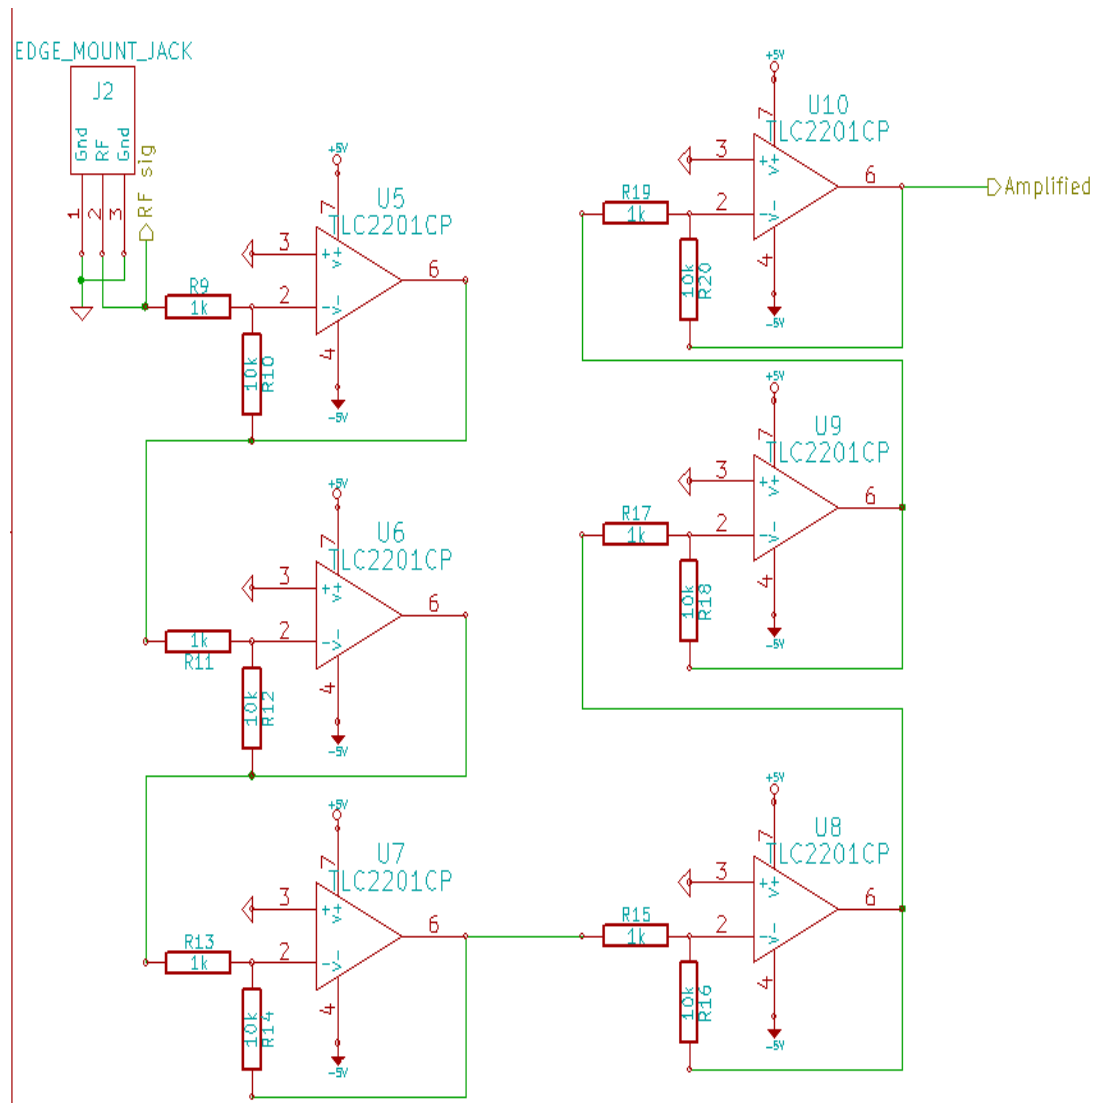 EDGE_MOUNT_JACK
J2
Gnd
RF
Gnd
1
2
3
RF sig
+5V
7
U5
TLC2201CP
3
+
V+
2
-
V-
6
4
-5V
R9
1k
10k
R10
+5V
7
U6
TLC2201CP
3
+
V+
2
-
V-
6
4
-5V
1k
R11
10k
R12
+5V
7
U7
TLC2201CP
3
+
V+
2
-
V-
6
4
-5V
R13
1k
10k
R14
+5V
7
U10
TLC2201CP
3
+
V+
2
-
V-
6
Amplified
4
-5V
R19
1k
10k
R20
+5V
7
U9
TLC2201CP
3
+
V+
2
-
V-
6
4
-5V
R17
1k
10k
R18
+5V
7
U8
TLC2201CP
3
+
V+
2
-
V-
6
4
-5V
R15
1k
10k
R16